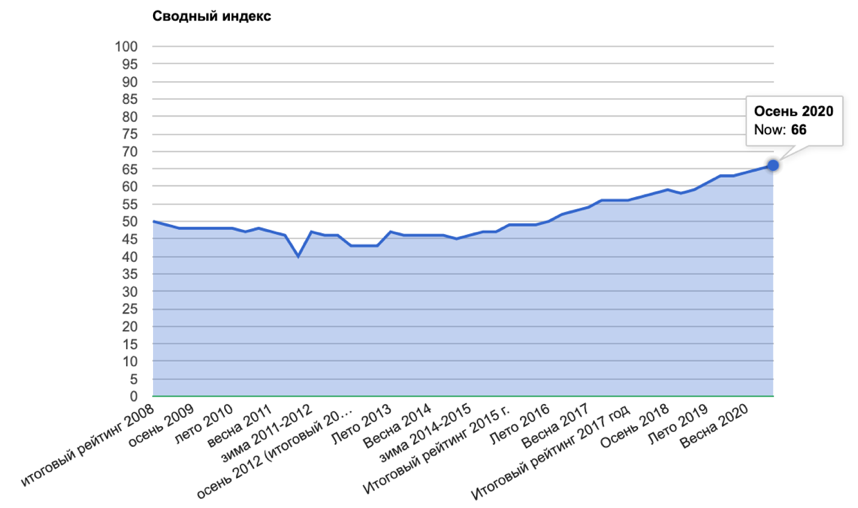 Сводный индекс
100
95
90
85
80
75
70
65
60
55
50
45
40
35
30
25
20
15
10
5
0
Осень 2020
Now: 66
итоговый рейтинг 2008
осень 2009
лето 2010
весна 2011
зима 2011-2012
осень 2012 (итоговый 20…
Лето 2013
Весна 2014
зима 2014-2015
Итоговый рейтинг 2015 г.
Лето 2016
Весна 2017
Итоговый рейтинг 2017 год
Осень 2018
Лето 2019
Весна 2020